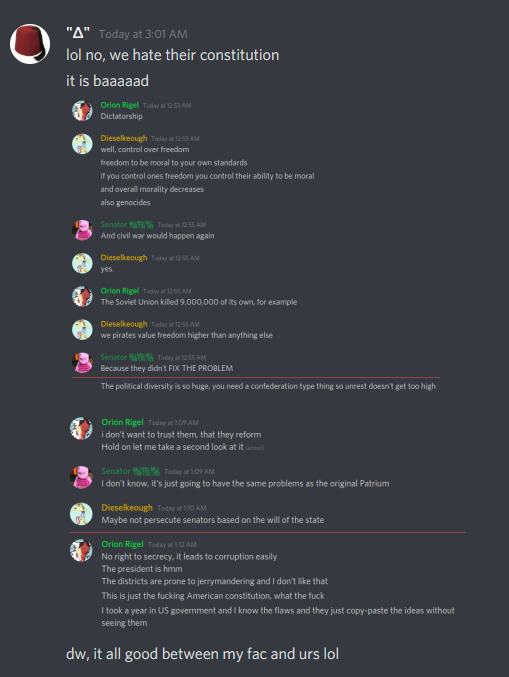 "Δ" Today at 3:01 AM
lol no, we hate their constitution
it is baaaaad
Orion Rigel Today at 12:53 AM
Dictatorship
Dieselkeough Today at 12:53 AM
well, control over freedom
freedom to be moral to your own standards
if you control ones freedom you control their ability to be moral
and overall morality decreases
also genocides
Senator Today at 12:55 AM
And civil war would happen again
Dieselkeough Today at 12:55 AM
yes.
Orion Rigel Today at 12:55 AM
The Soviet Union killed 9,000,000 of its own, for example
Dieselkeough Today at 12:55 AM
we pirates value freedom higher than anything else
Senator Today at 12:55 AM
Because they didn't FIX THE PROBLEM
The political diversity is so huge, you need a confederation type thing so unrest doesn't get too high
Orion Rigel Today at 1:09 AM
i don't want to trust them, that they reform
Hold on let me take a second look at it (edited)
Senator Today at 1:09 AM
I don't know, it's just going to have the same problems as the original Patrium
Dieselkeough Today at 1:10 AM
Maybe not persecute senators based on the will of the state
Orion Rigel Today at 1:12 AM
No right to secrecy, it leads to corruption easily
The president is hmm
The districts are prone to jerrymandering and I don't like that
This is just the fucking American constitution, what the fuck
I took a year in US government and I know the flaws and they just copy-paste the ideas without
seeing them
dw, it all good between my fac and urs lol